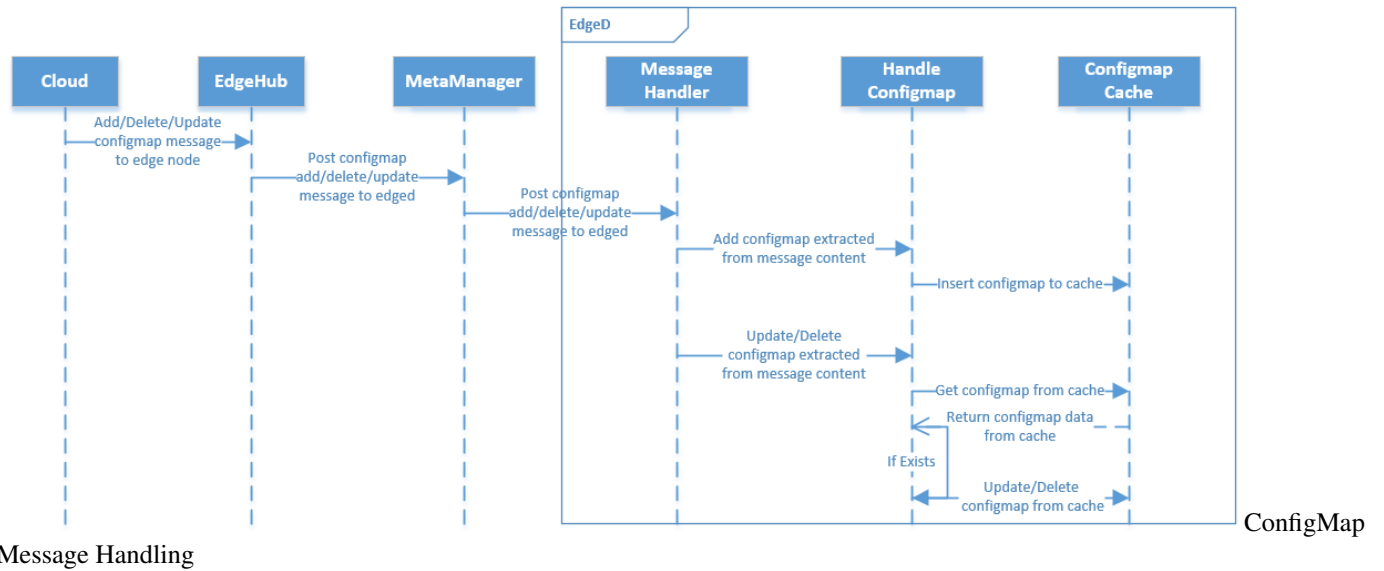 EdgeD
Cloud
EdgeHub
MetaManager
Message
Handler
Handle
Configmap
Configmap
Cache
Add/Delete/Update
configmap message
to edge node
Post configmap
add/delete/update
message to edged
Post configmap
add/delete/update
message to edged
Add configmap extracted
from message content
Insert configmap to cache
Update/Delete
configmap extracted
from message content
Get configmap from cache
Return configmap data
from cache
If Exists
Update/Delete
configmap from cache
ConfigMap
Message Handling